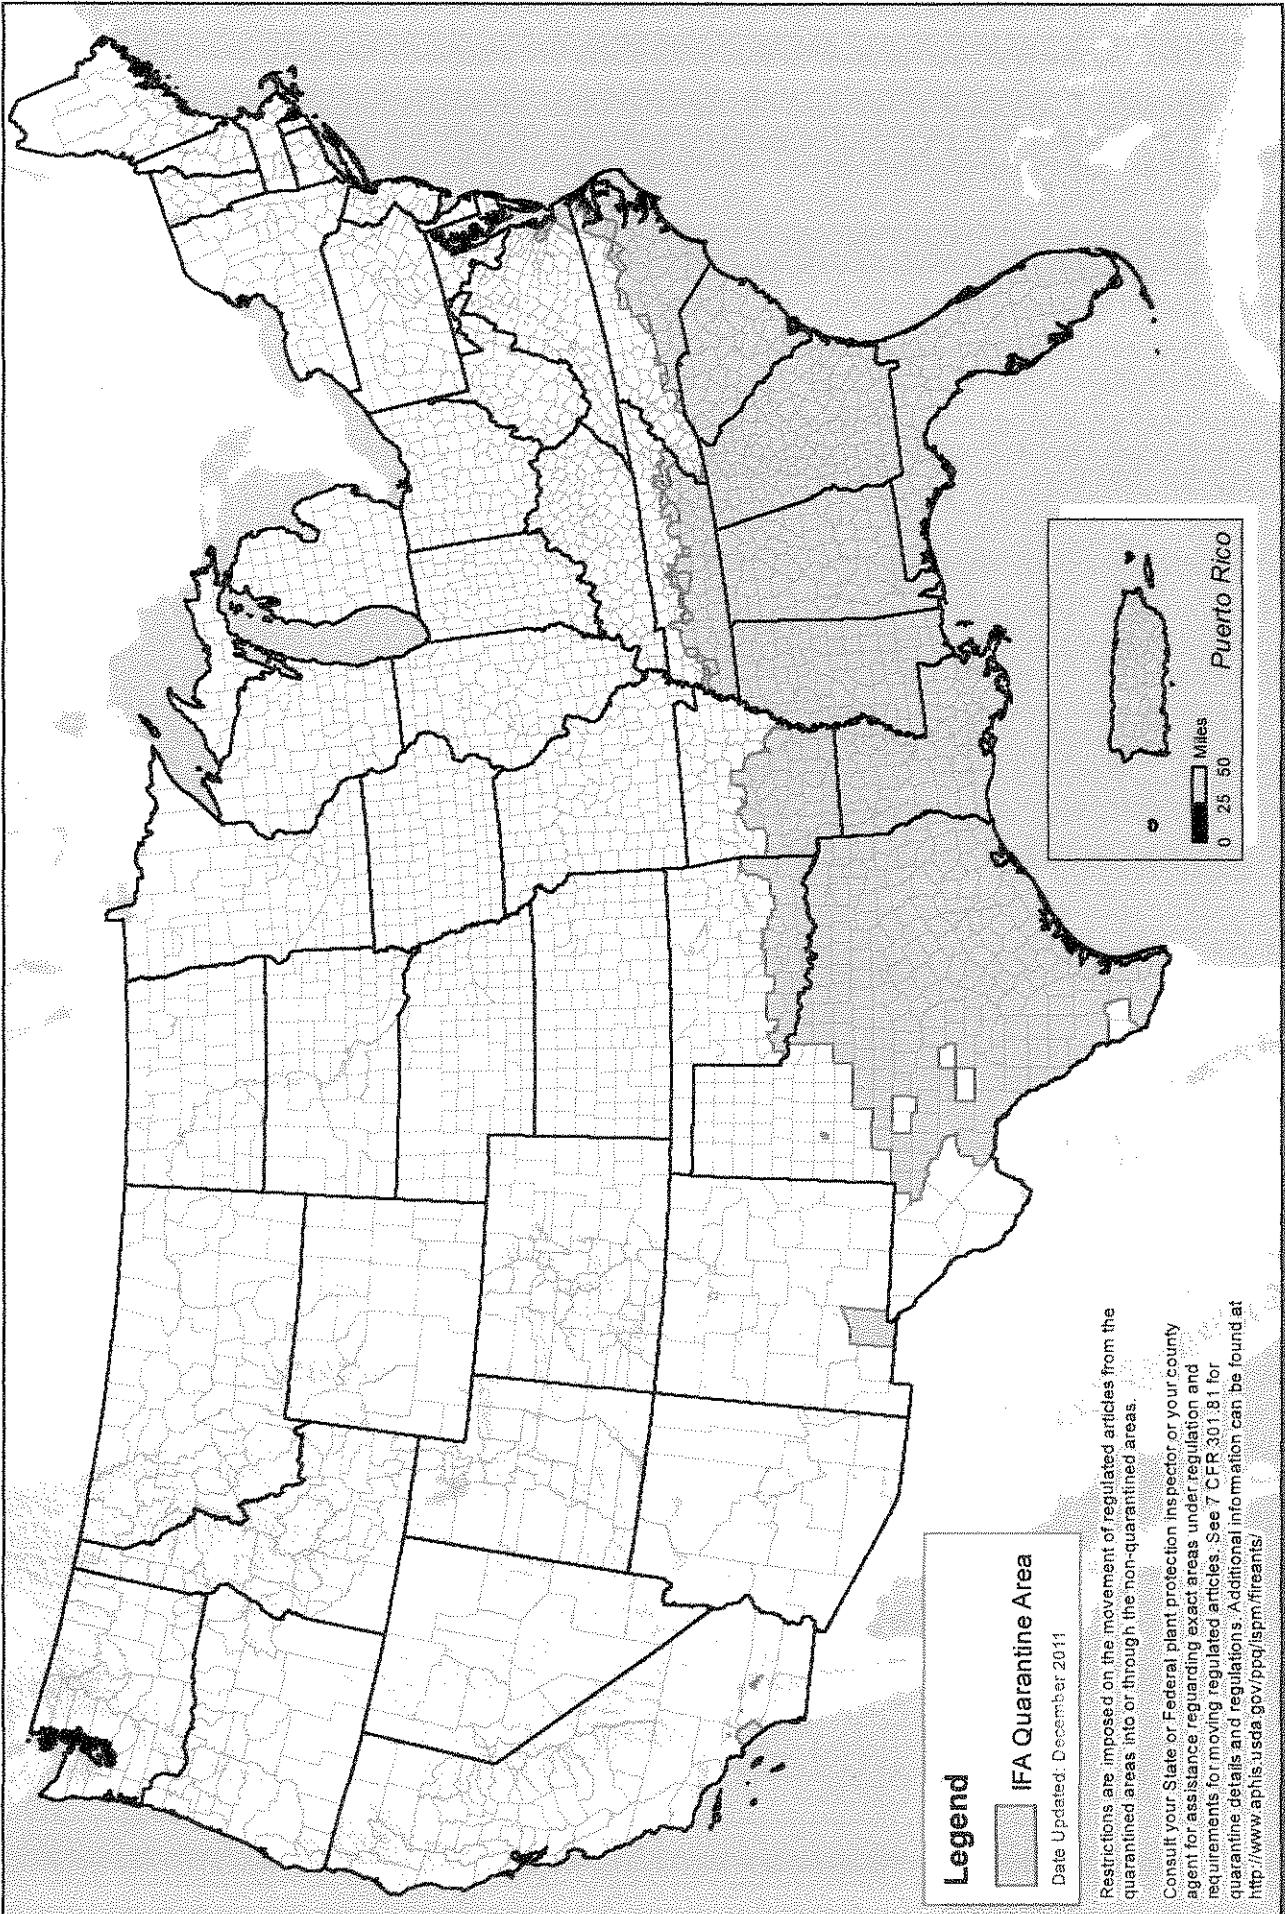 Legend
IFA Quarantine Area
Date Updated: December 2011
Restrictions are imposed on the movement of regulated articles from the
quarantined areas into or through the non-quarantined areas.
Consult your State or Federal plant protection inspector or your county
agent for assistance reguarding exact areas under regulation and
requirements for moving regulated articles. See 7 CFR 301.81 for
quarantine details and regulations. Additional information can be found at
http://www.aphis.usda.gov/ppq/ispm/fireants/
Miles
0 25 50
Puerto Rico